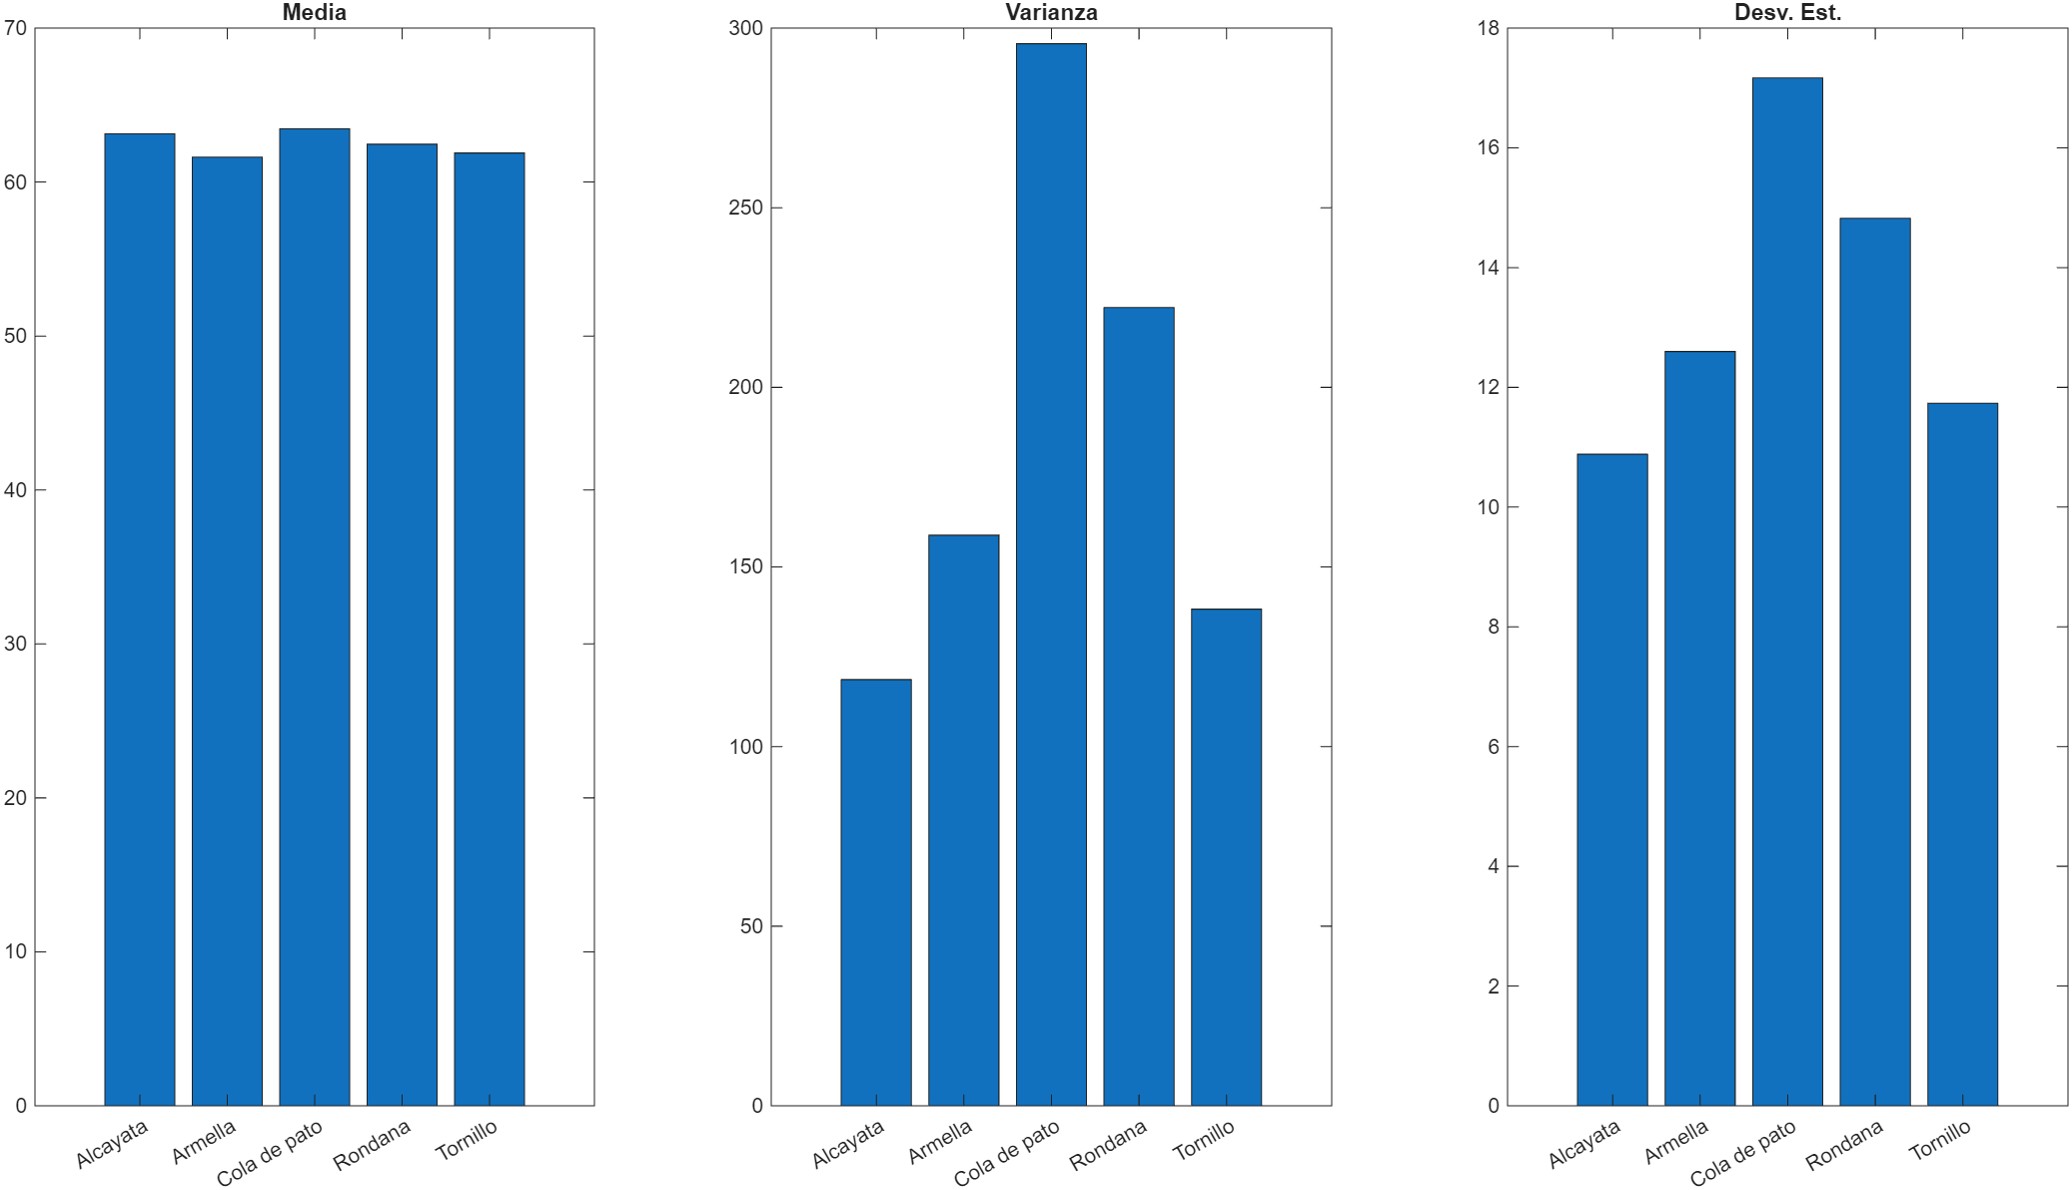 Media
70
60
50
40
30
20
10
0
Alcayata
Armella
Cola de pato
Rondana
Tornillo
Varianza
300
250
200
150
100
50
0
Alcayata
Armella
Cola de pato
Rondana
Tornillo
Desv. Est.
18
16
14
12
10
8
6
4
2
0
Alcayata
Armella
Cola de pato
Rondana
Tornillo